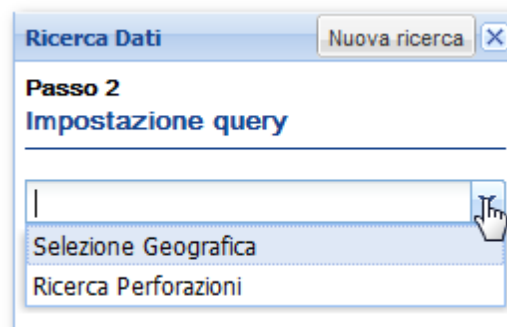 Ricerca Dati Nuova ricerca
Passo 2
Impostazione query
Selezione Geografica
Ricerca Perforazioni